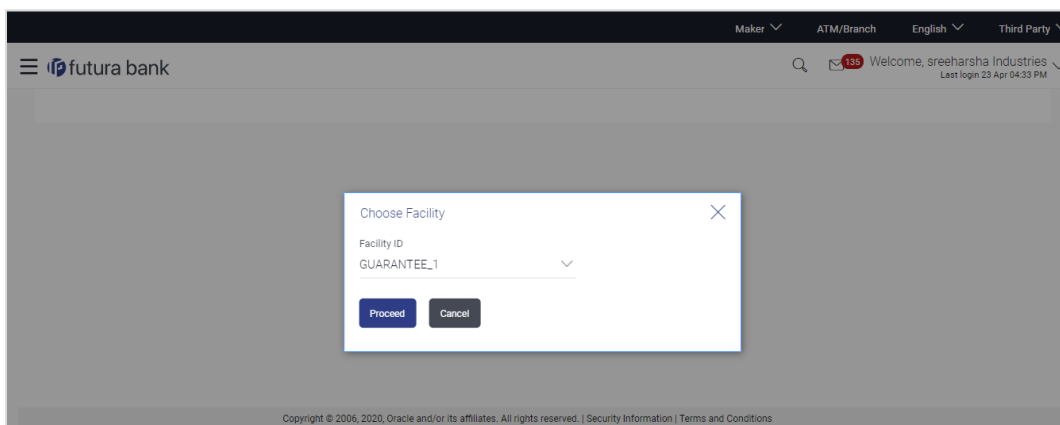 Maker ATM/Branch English Third Party
futura bank
135 Welcome, sreeharsha Industries
Last login 23 Apr 04:33 PM
Choose Facility
Facility ID
GUARANTEE_1
Proceed Cancel
Copyright © 2006, 2020, Oracle and/or its affiliates. All rights reserved. | Security Information | Terms and Conditions